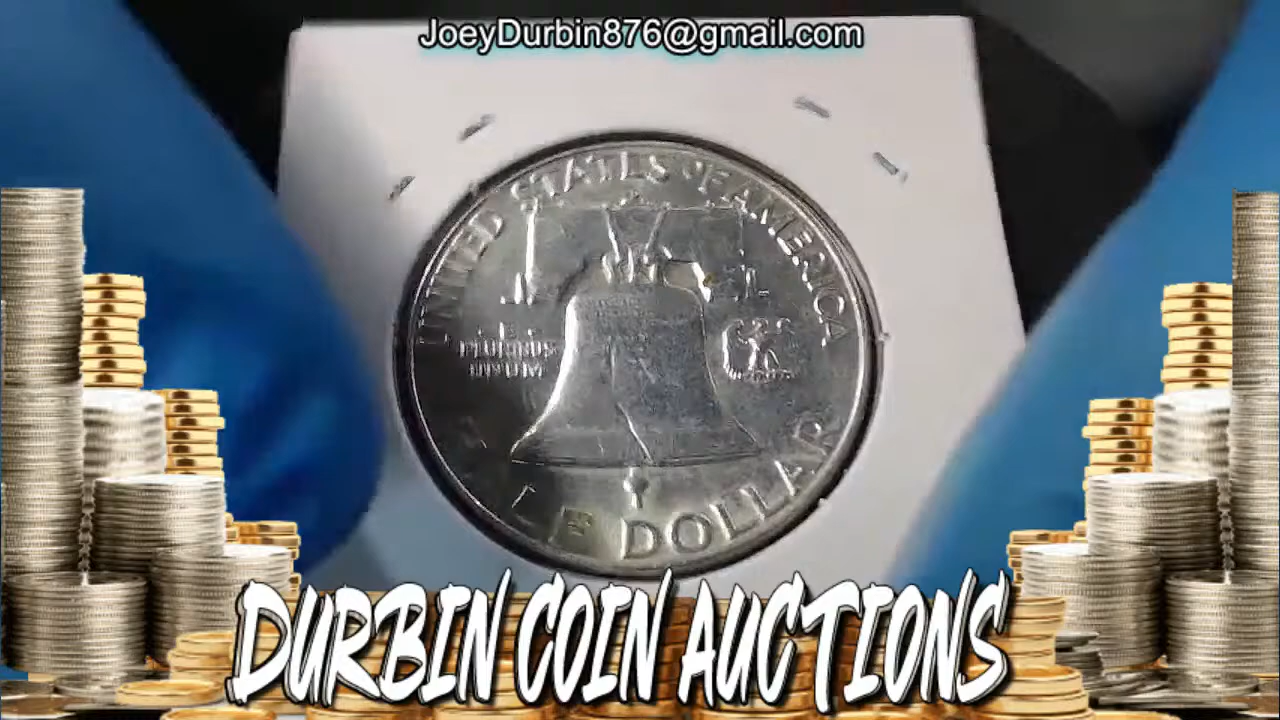 JoeyDurbin876@gmail.com
UNITED STATES OF AMERICA
PLURIBUS
UNUM
DOLLAR
DURBIN COIN AUCTIONS